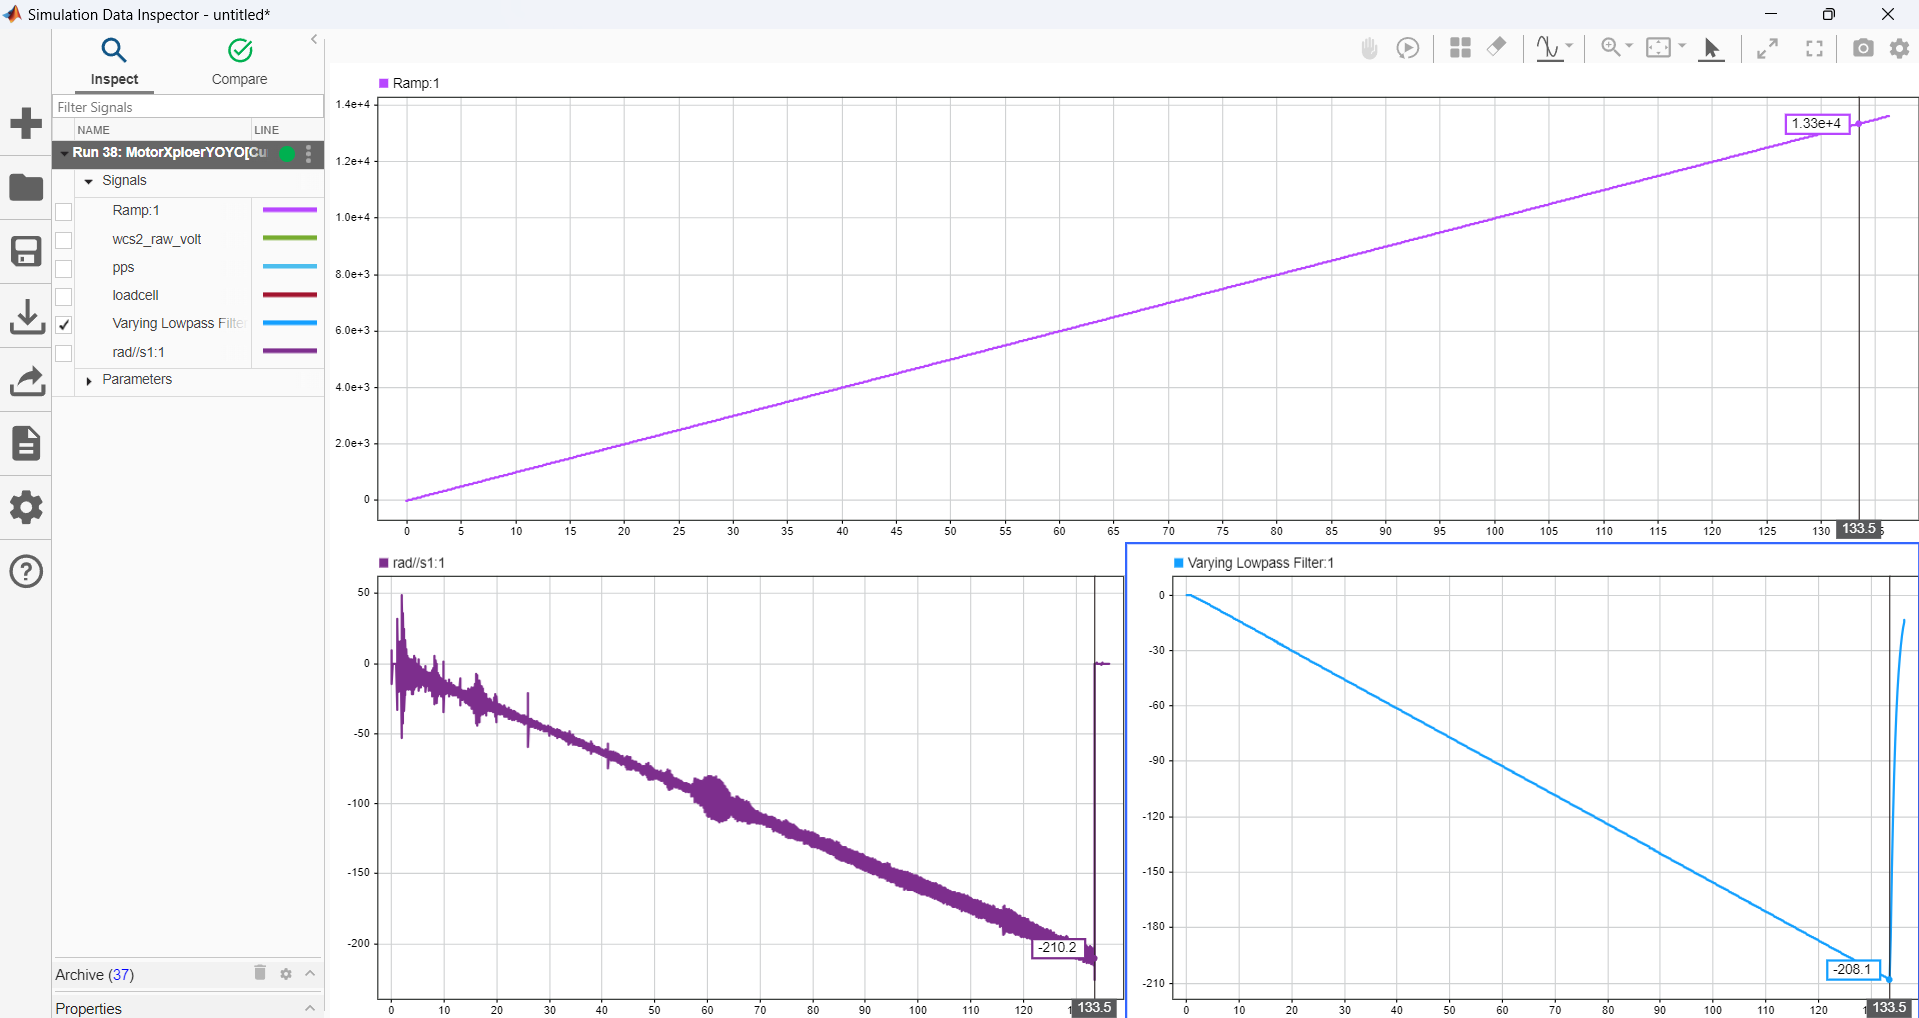 Simulation Data Inspector - untitled*
Inspect
Compare
Filter Signals
NAME
LINE
Run 38: MotorXploerYOYO[Cu
Signals
Ramp:1
wcs2_raw_volt
pps
loadcell
Varying Lowpass Filte
rad//s1:1
Parameters
Archive (37)
Properties
Ramp:1
1.4e+4
1.2e+4
1.0e+4
8.0e+3
6.0e+3
4.0e+3
2.0e+3
0
1.33e+4
0 5 10 15 20 25 30 35 40 45 50 55 60 65 70 75 80 85 90 95 100 105 110 115 120 125 130 133.5
rad//s1:1
50
0
-50
-100
-150
-200
-210.2
0 10 20 30 40 50 60 70 80 90 100 110 120 133.5
Varying Lowpass Filter:1
0
-30
-60
-90
-120
-150
-180
-210
-208.1
0 10 20 30 40 50 60 70 80 90 100 110 120 133.5